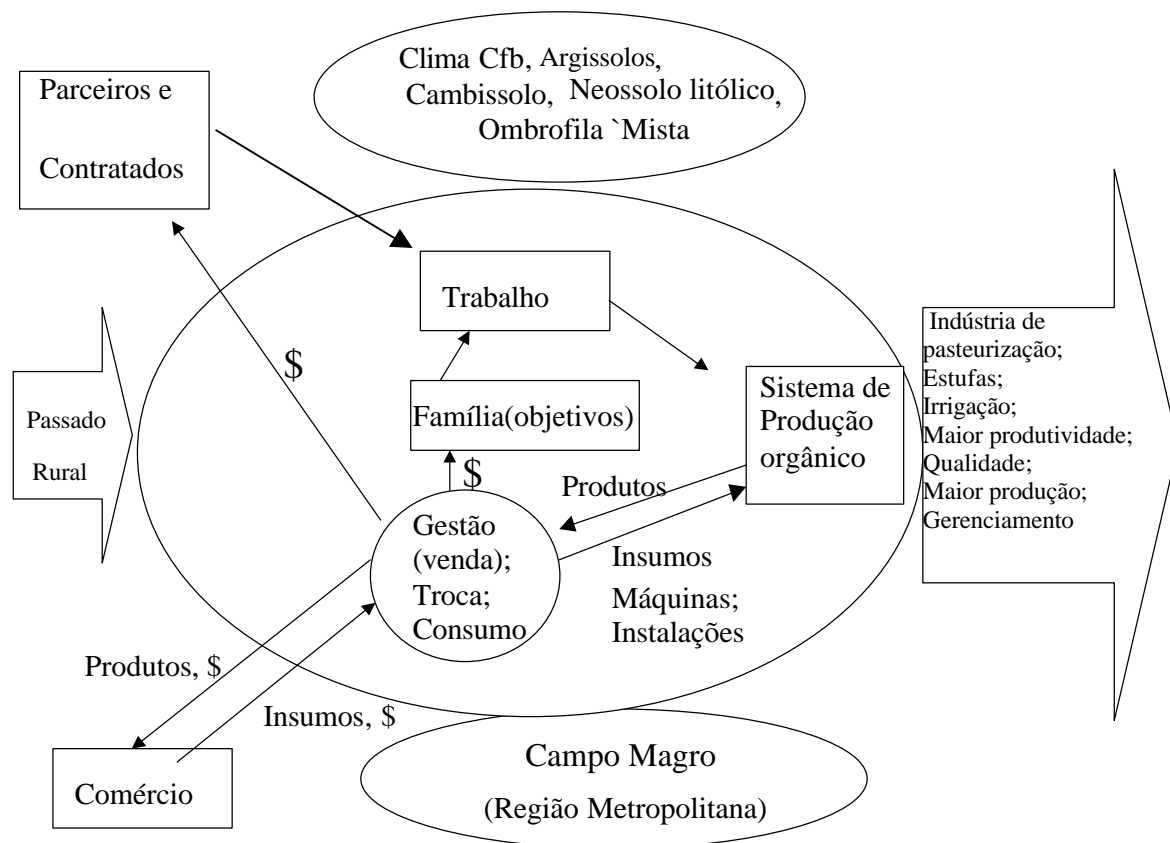 Clima Cfb, Argissolos,
Cambissolo, Neossolo litólico,
Ombrofila `Mista
Parceiros e
Contratados
Trabalho
$
Família(objetivos)
$
Passado
Rural
Sistema de
Produção
orgânico
Produtos
Gestão
(venda);
Troca;
Consumo
Insumos
Máquinas;
Instalações
Indústria de
pasteurização;
Estufas;
Irrigação;
Maior produtividade;
Qualidade;
Maior produção;
Gerenciamento
Produtos, $
Insumos, $
Comércio
Campo Magro
(Região Metropolitana)